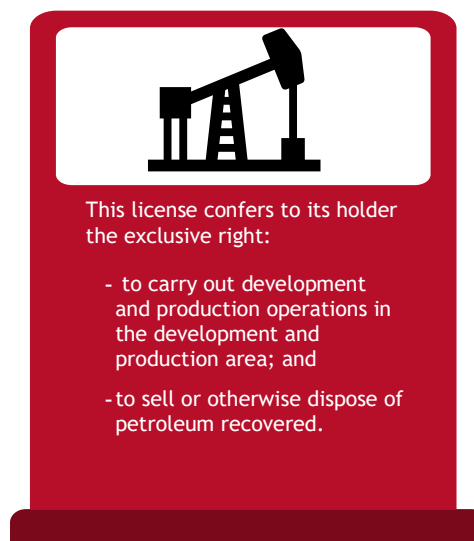 This license confers to its holder
the exclusive right:
- to carry out development
and production operations in
the development and
production area; and
-to sell or otherwise dispose of
petroleum recovered.